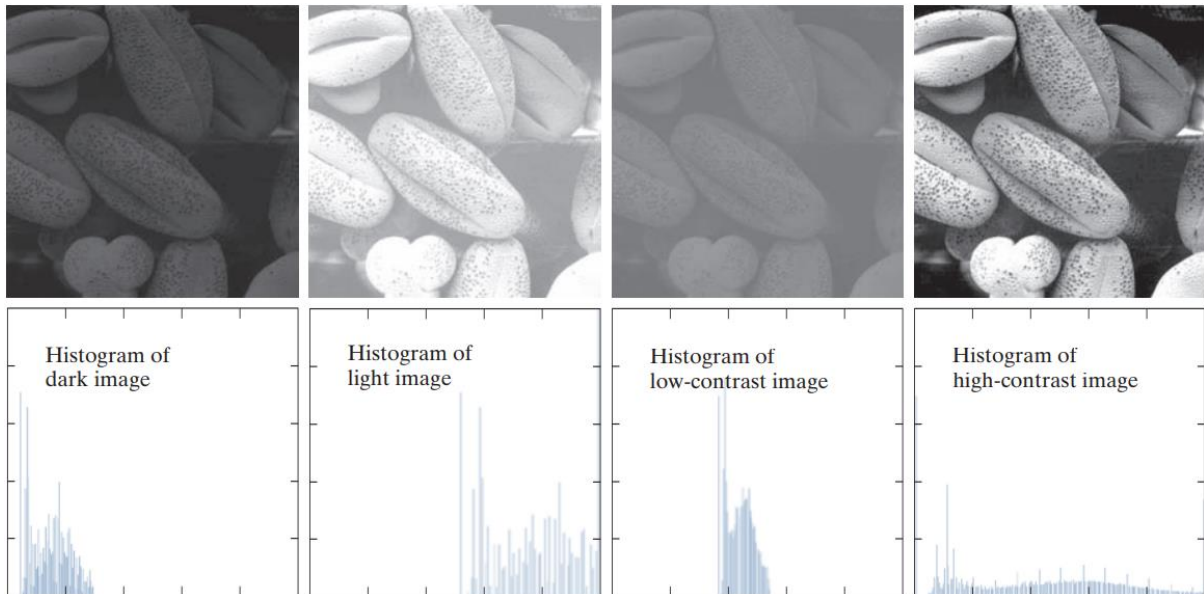 Histogram of
dark image
Histogram of
light image
Histogram of
low-contrast image
Histogram of
high-contrast image